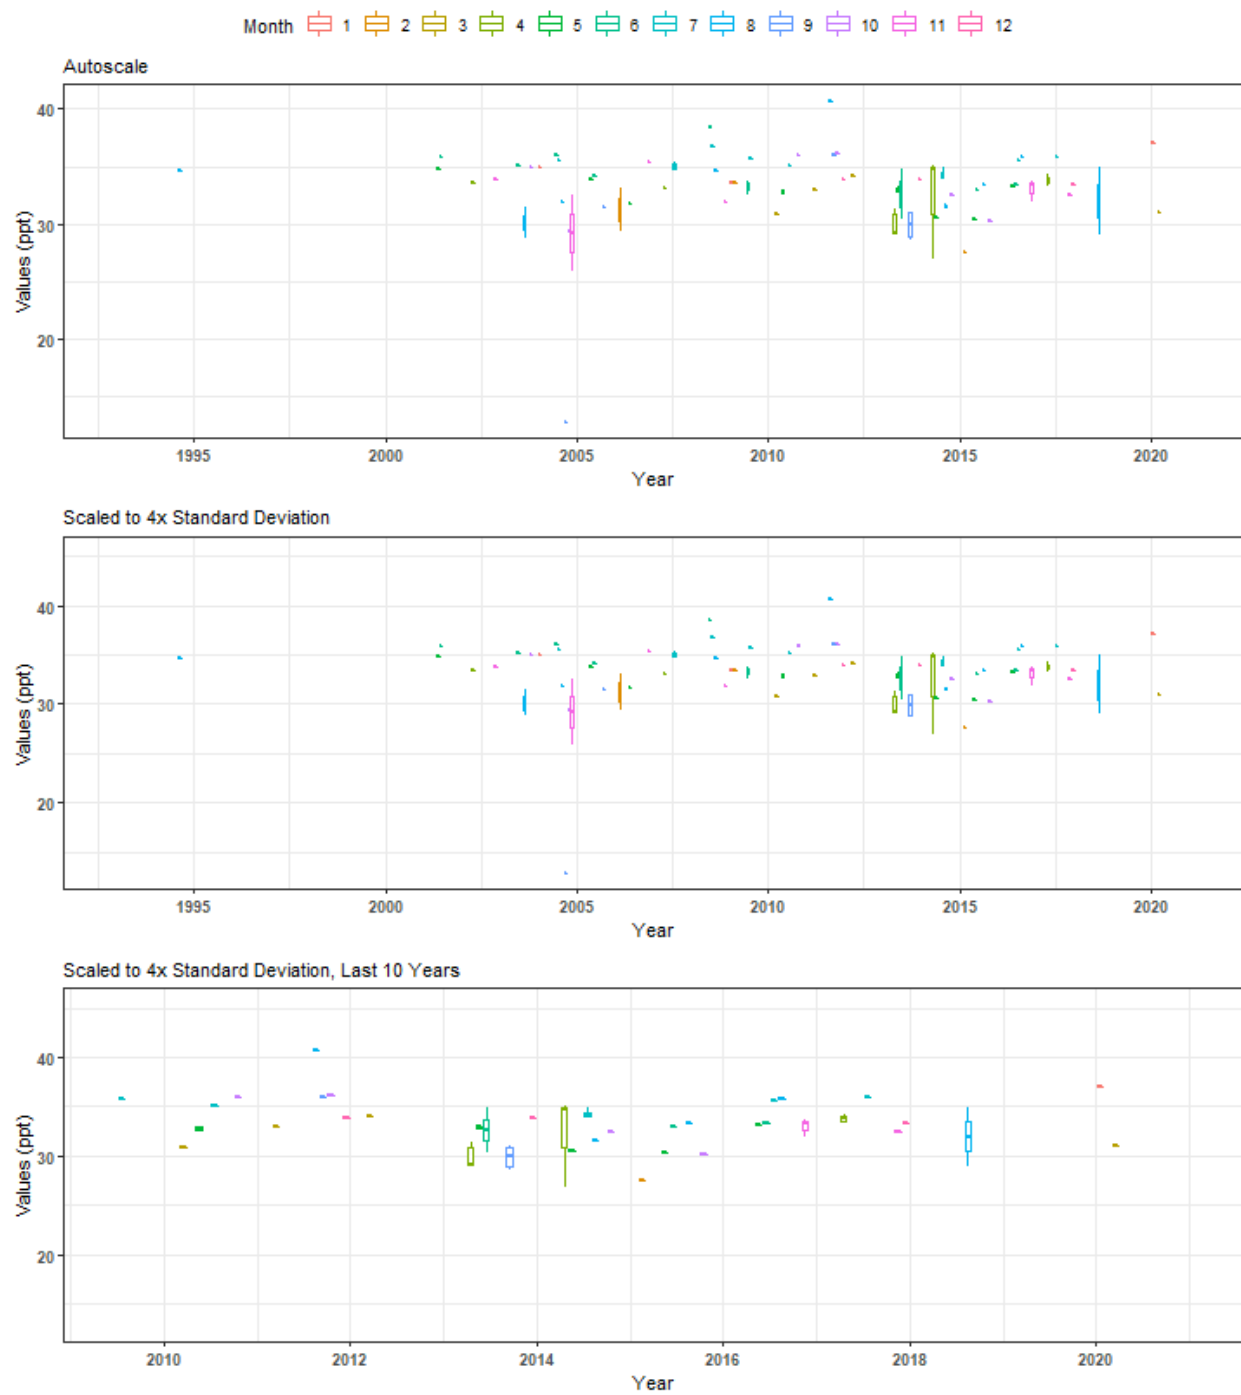 Month 1 2 3 4 5 6 7 8 9 10 11 12
Autoscale
40
30
20
Values (ppt)
1995 2000 2005 2010 2015 2020
Year
Scaled to 4x Standard Deviation
40
30
20
Values (ppt)
1995 2000 2005 2010 2015 2020
Year
Scaled to 4x Standard Deviation, Last 10 Years
40
30
20
Values (ppt)
2010 2012 2014 2016 2018 2020
Year